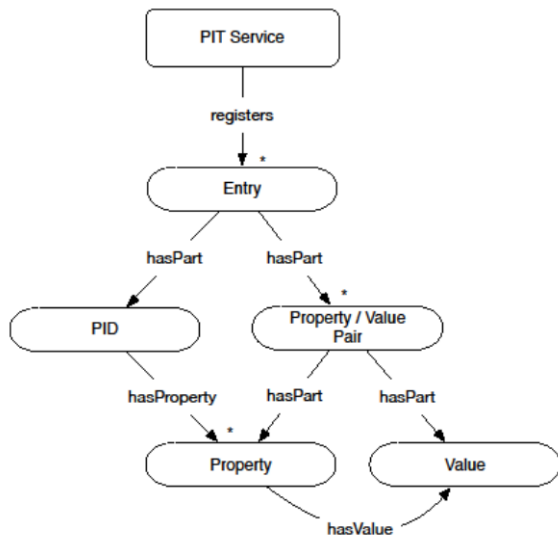 PIT Service
registers
*
Entry
hasPart
hasPart
*
PID
Property / Value
Pair
hasProperty
hasPart
hasPart
*
Property
Value
hasValue